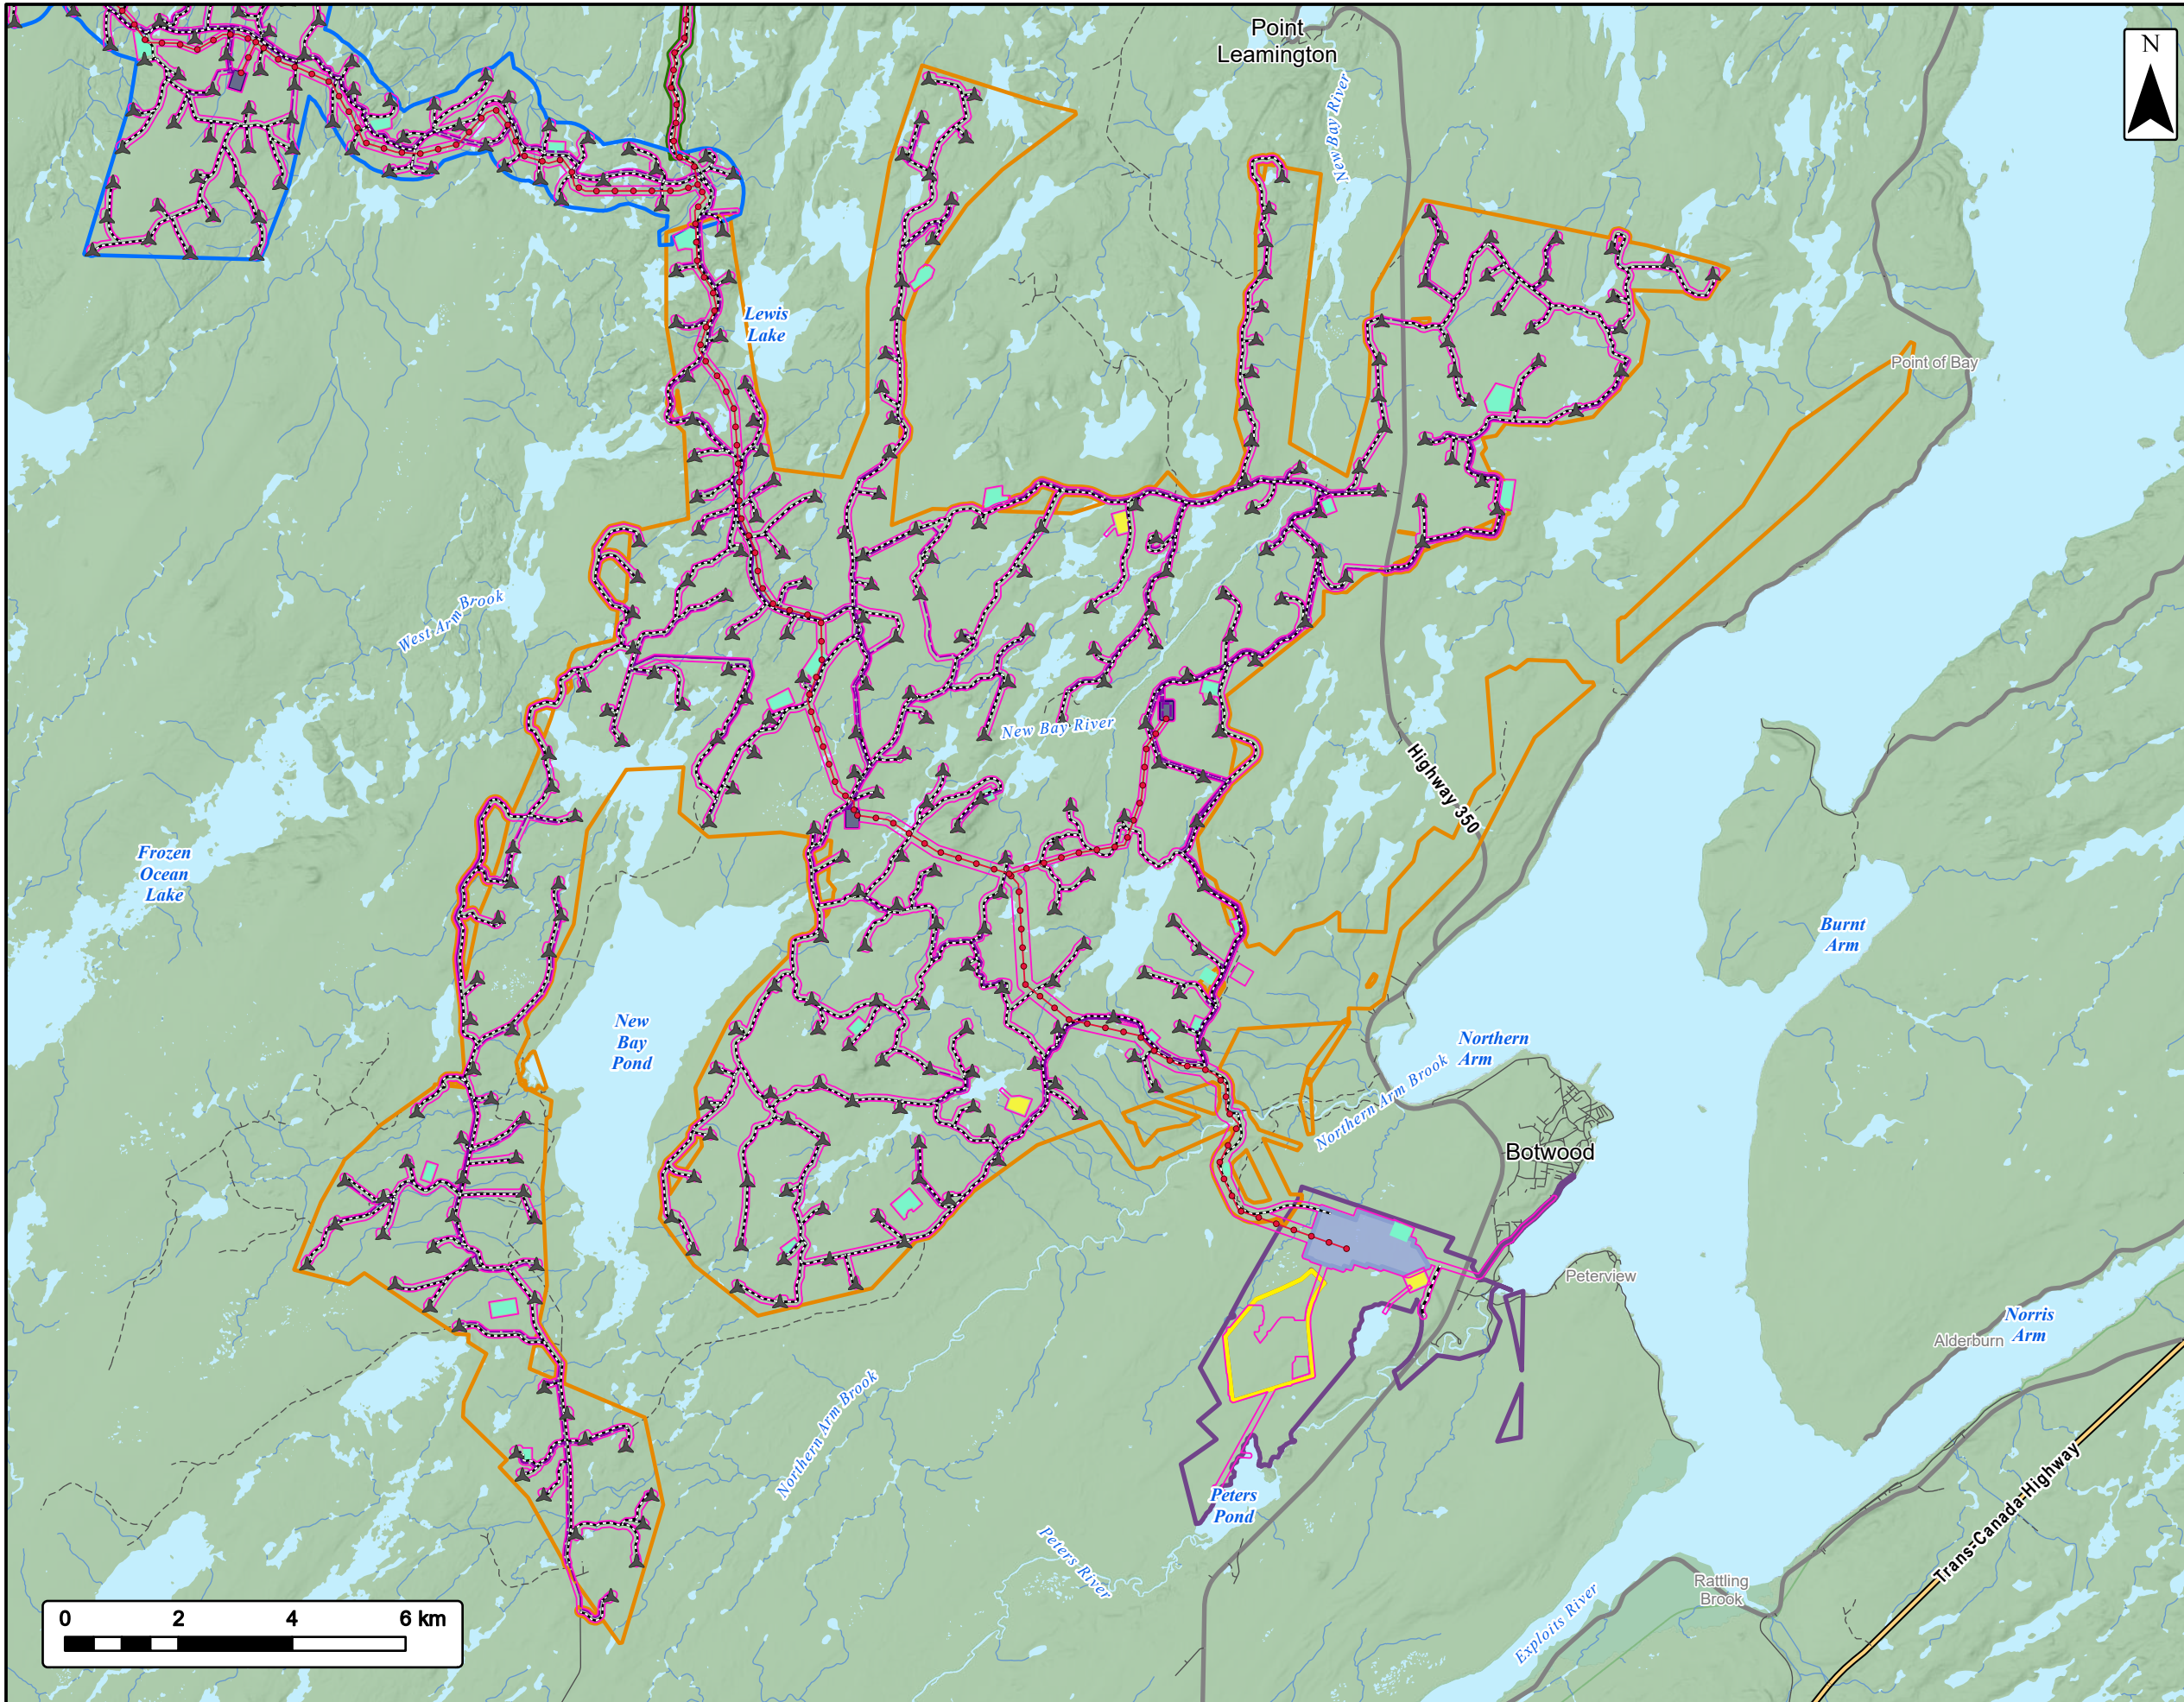 Point
Leamington
N
New Bay River
Lewis
Lake
Point of Bay
West Arm Brook
New Bay River
Highway 350
Frozen
Ocean
Lake
Burnt
Arm
New
Bay
Pond
Northern
Arm
Northern Arm Brook
Botwood
Peterview
Norris
Arm
Alderburn
Northern Arm Brook
Trans-Canada-Highway
Peters
Pond
Peters River
Rattling
Brook
Exploits River
0 2 4 6 km